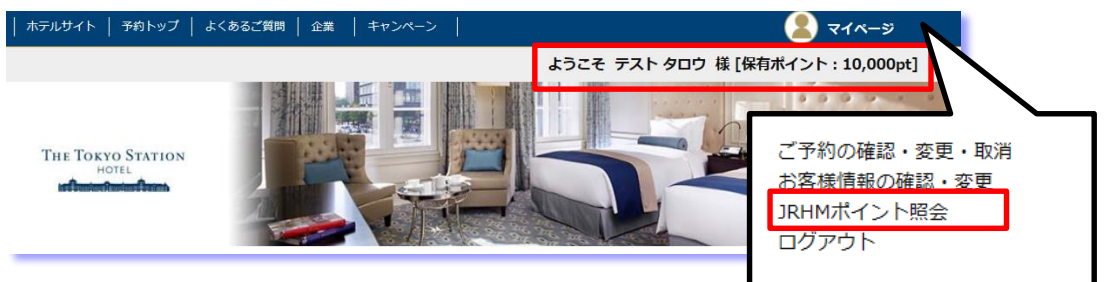 ホテルサイト 予約トップ よくあるご質問 企業 キャンペーン マイページ
ようこそ テスト タロウ 様 [保有ポイント：10,000pt]
THE TOKYO STATION
HOTEL
ご予約の確認・変更・取消
お客様情報の確認・変更
JRHMポイント照会
ログアウト